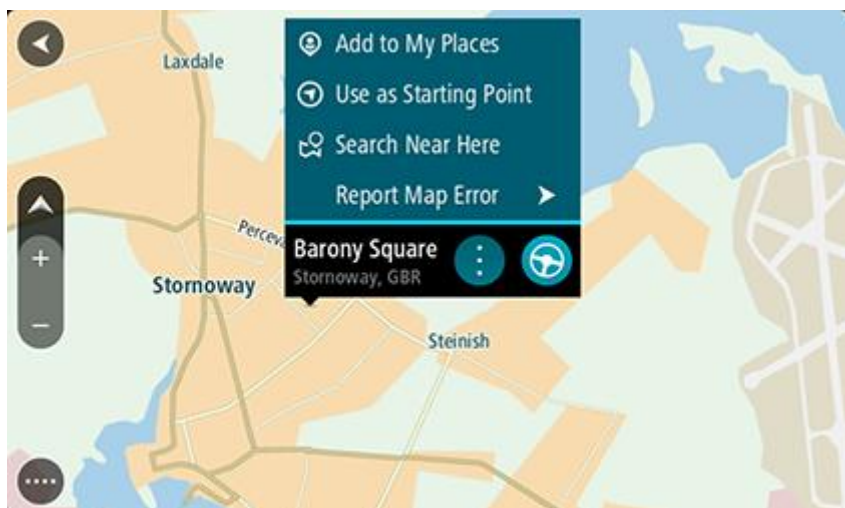 Add to My Places
Laxdale
Use as Starting Point
Search Near Here
Report Map Error
Barony Square
Stornoway, GBR
Stornoway
Steinish